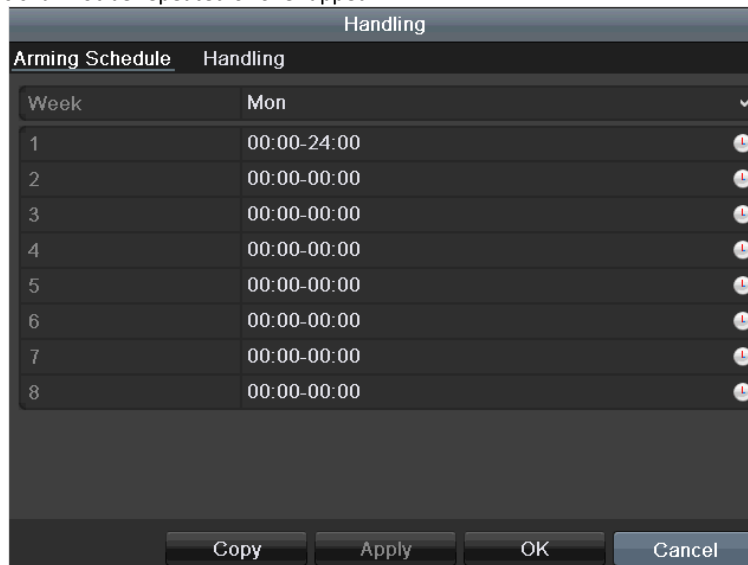 Handling
Arming Schedule Handling
Week Mon
1 00:00-24:00
2 00:00-00:00
3 00:00-00:00
4 00:00-00:00
5 00:00-00:00
6 00:00-00:00
7 00:00-00:00
8 00:00-00:00
Copy Apply OK Cancel